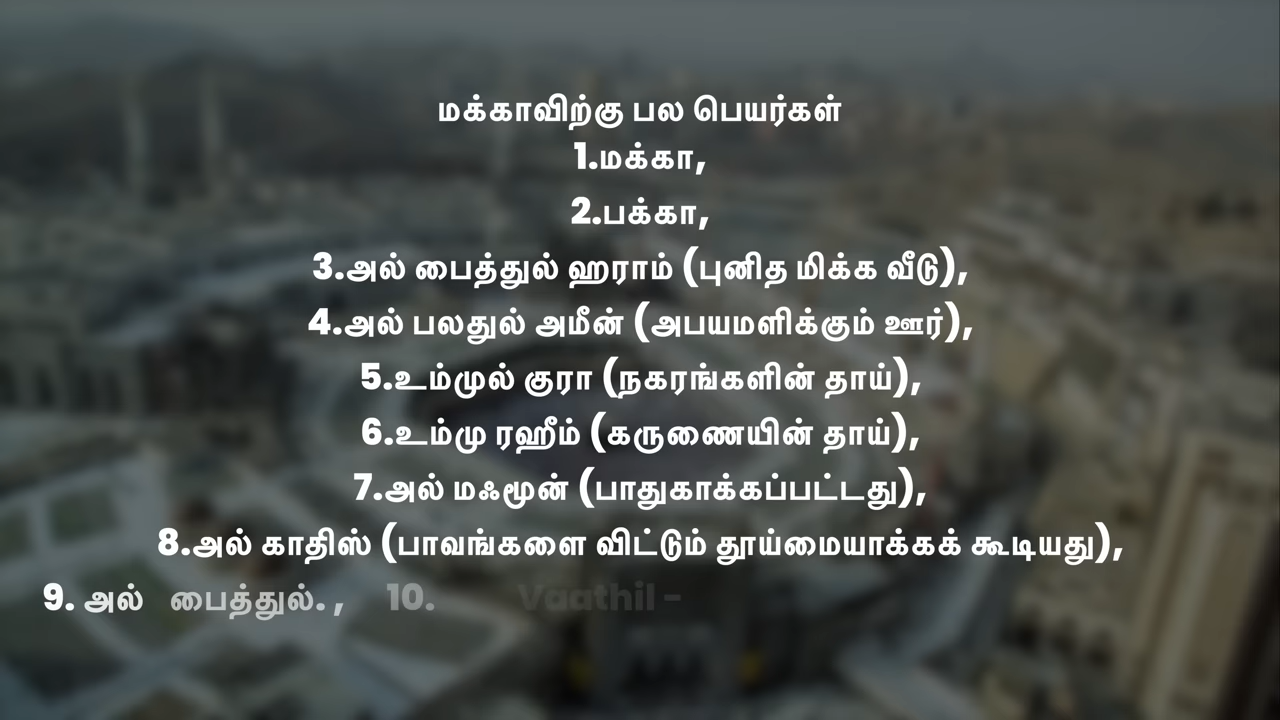 மக்காவிற்கு பல பெயர்கள்
1.மக்கா,
2.பக்கா,
3.அல் பைத்துல் ஹராம் (புனித மிக்க வீடு),
4.அல் பலதுல் அமீன் (அபயமளிக்கும் ஊர்),
5.உம்முல் குரா (நகரங்களின் தாய்),
6.உம்மு ரஹீம் (கருணையின் தாய்),
7.அல் மஃமூன் (பாதுகாக்கப்பட்டது),
8.அல் காதிஸ் (பாவங்களை விட்டும் தூய்மையாக்கக் கூடியது),
9. அல் பைத்துல். , 10. Vaathil -